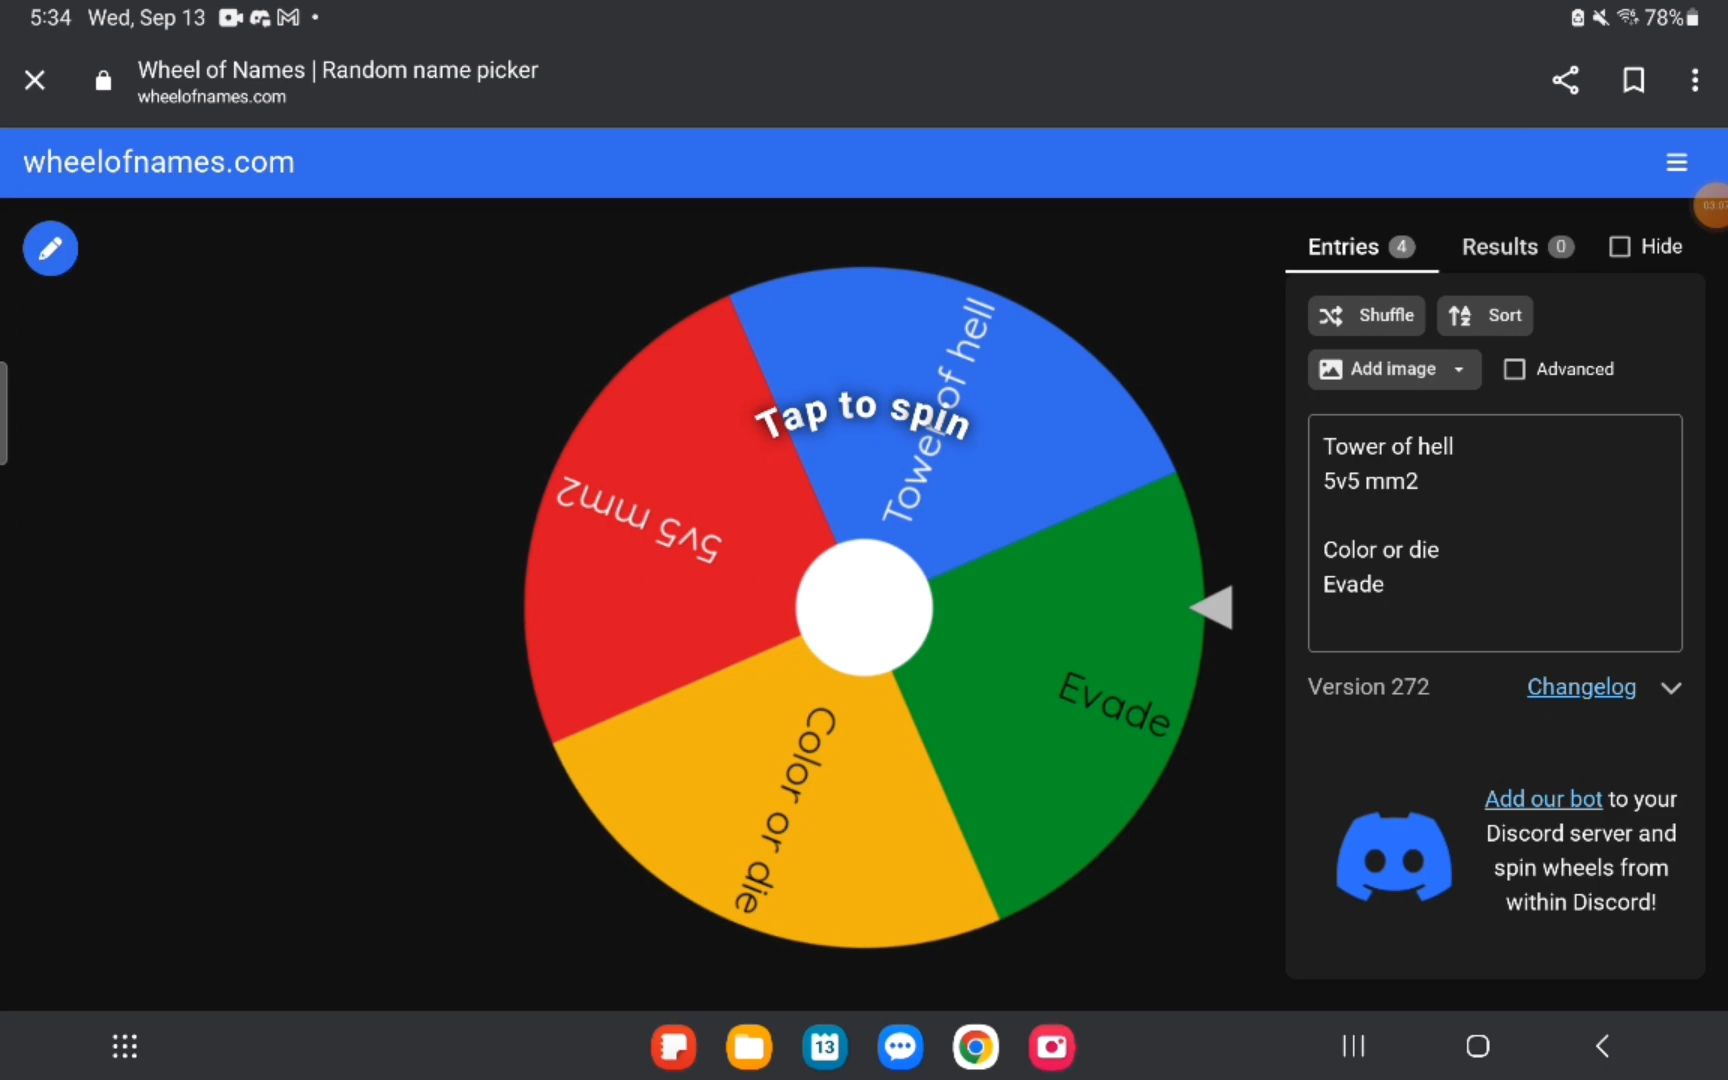 5:34 Wed, Sep 13
78%
Wheel of Names | Random name picker
wheelofnames.com
wheelofnames.com
03:07
Entries 4 Results 0 Hide
Shuffle Sort
Add image Advanced
Tower of hell
5v5 mm2
Color or die
Evade
Version 272 Changelog
Add our bot to your
Discord server and
spin wheels from
within Discord!
Tap to spin
Tower of hell
5v5 mm2
Evade
Color or die
13